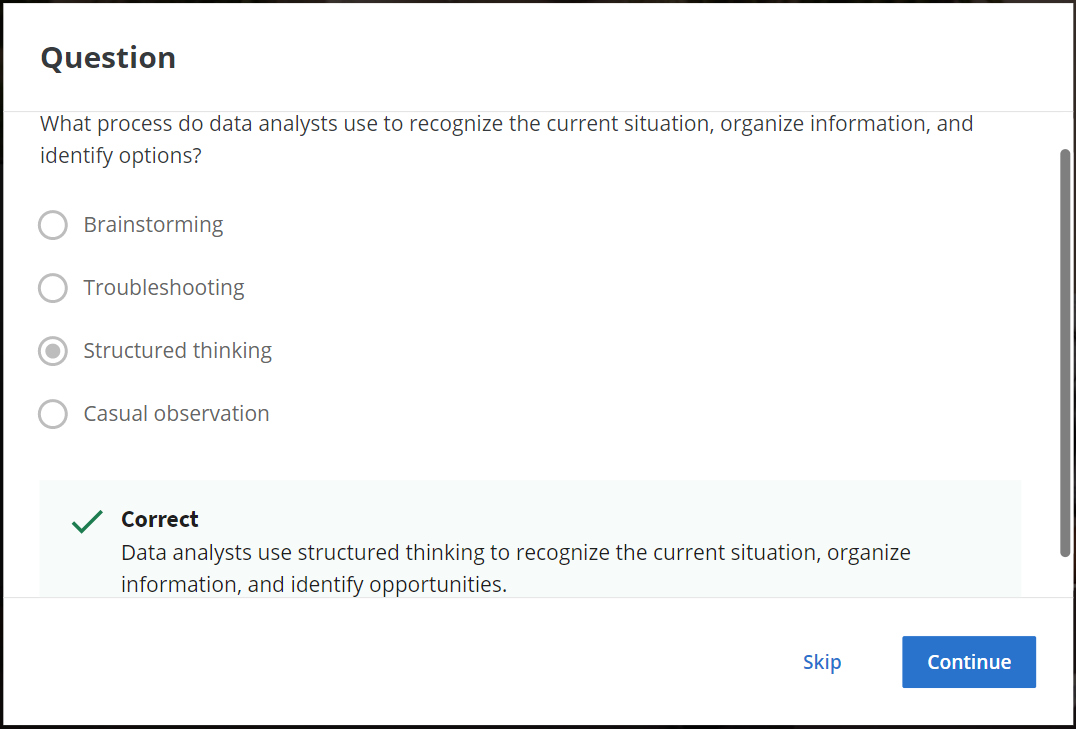 Question
What process do data analysts use to recognize the current situation, organize information, and
identify options?
Brainstorming
Troubleshooting
Structured thinking
Casual observation
Correct
Data analysts use structured thinking to recognize the current situation, organize
information, and identify opportunities.
Skip
Continue